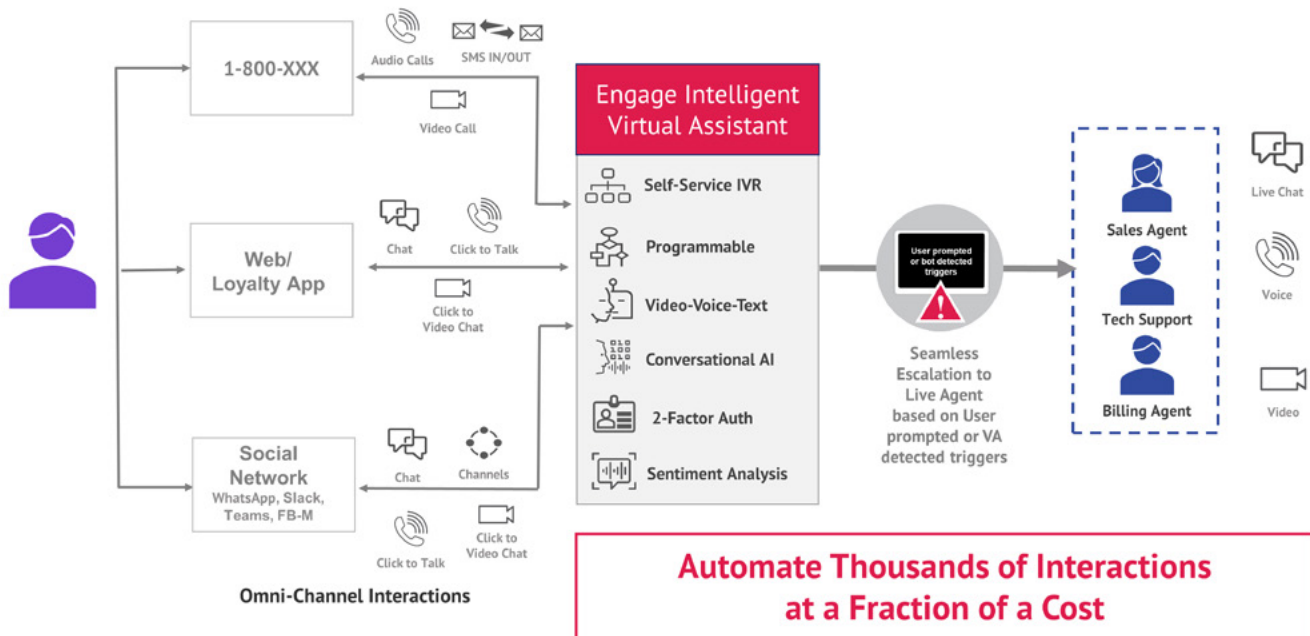 1-800-XXX
Audio Calls
SMS IN/OUT
Video Call
Web/
Loyalty App
Chat
Click to Talk
Click to
Video Chat
Social
Network
WhatsApp, Slack,
Teams, FB-M
Chat
Channels
Click to Talk
Click to
Video Chat
Omni-Channel Interactions
Engage Intelligent
Virtual Assistant
Self-Service IVR
Programmable
Video-Voice-Text
Conversational AI
2-Factor Auth
Sentiment Analysis
User prompted
or bot detected
triggers
Seamless
Escalation to
Live Agent
based on User
prompted or VA
detected triggers
Sales Agent
Tech Support
Billing Agent
Live Chat
Voice
Video
Automate Thousands of Interactions
at a Fraction of a Cost